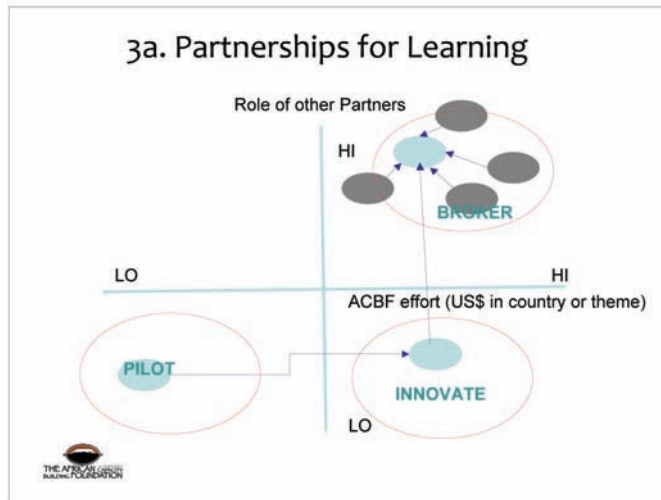 3a. Partnerships for Learning
Role of other Partners
HI
BROKER
LO
HI
ACBF effort (US$ in country or theme)
PILOT
INNOVATE
LO
THE AFRICAN CAPACITY
BUILDING FOUNDATION